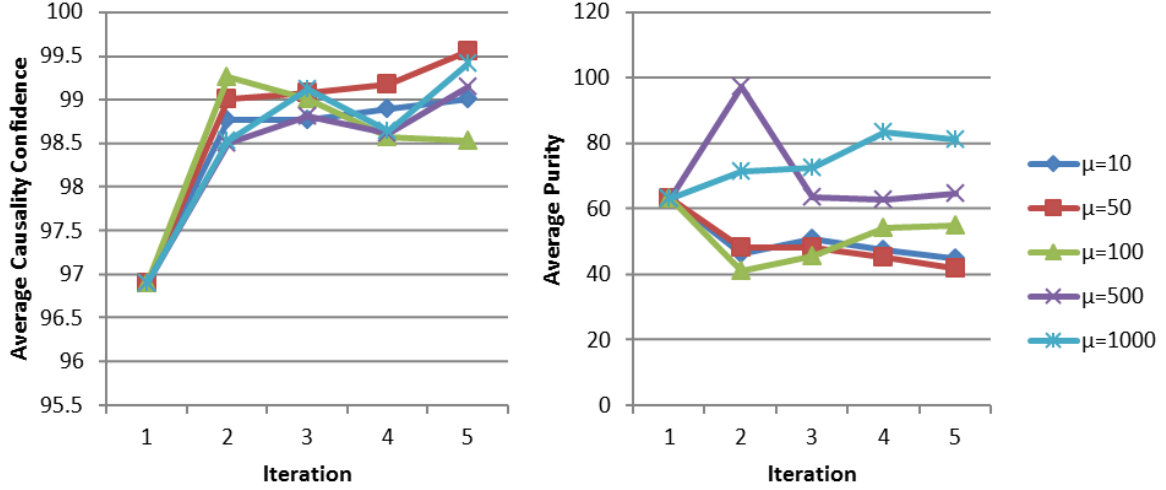 Average Causality Confidence
100
99.5
99
98.5
98
97.5
97
96.5
96
95.5
1 2 3 4 5
Iteration
Average Purity
120
100
80
60
40
20
0
1 2 3 4 5
Iteration
μ=10
μ=50
μ=100
μ=500
μ=1000